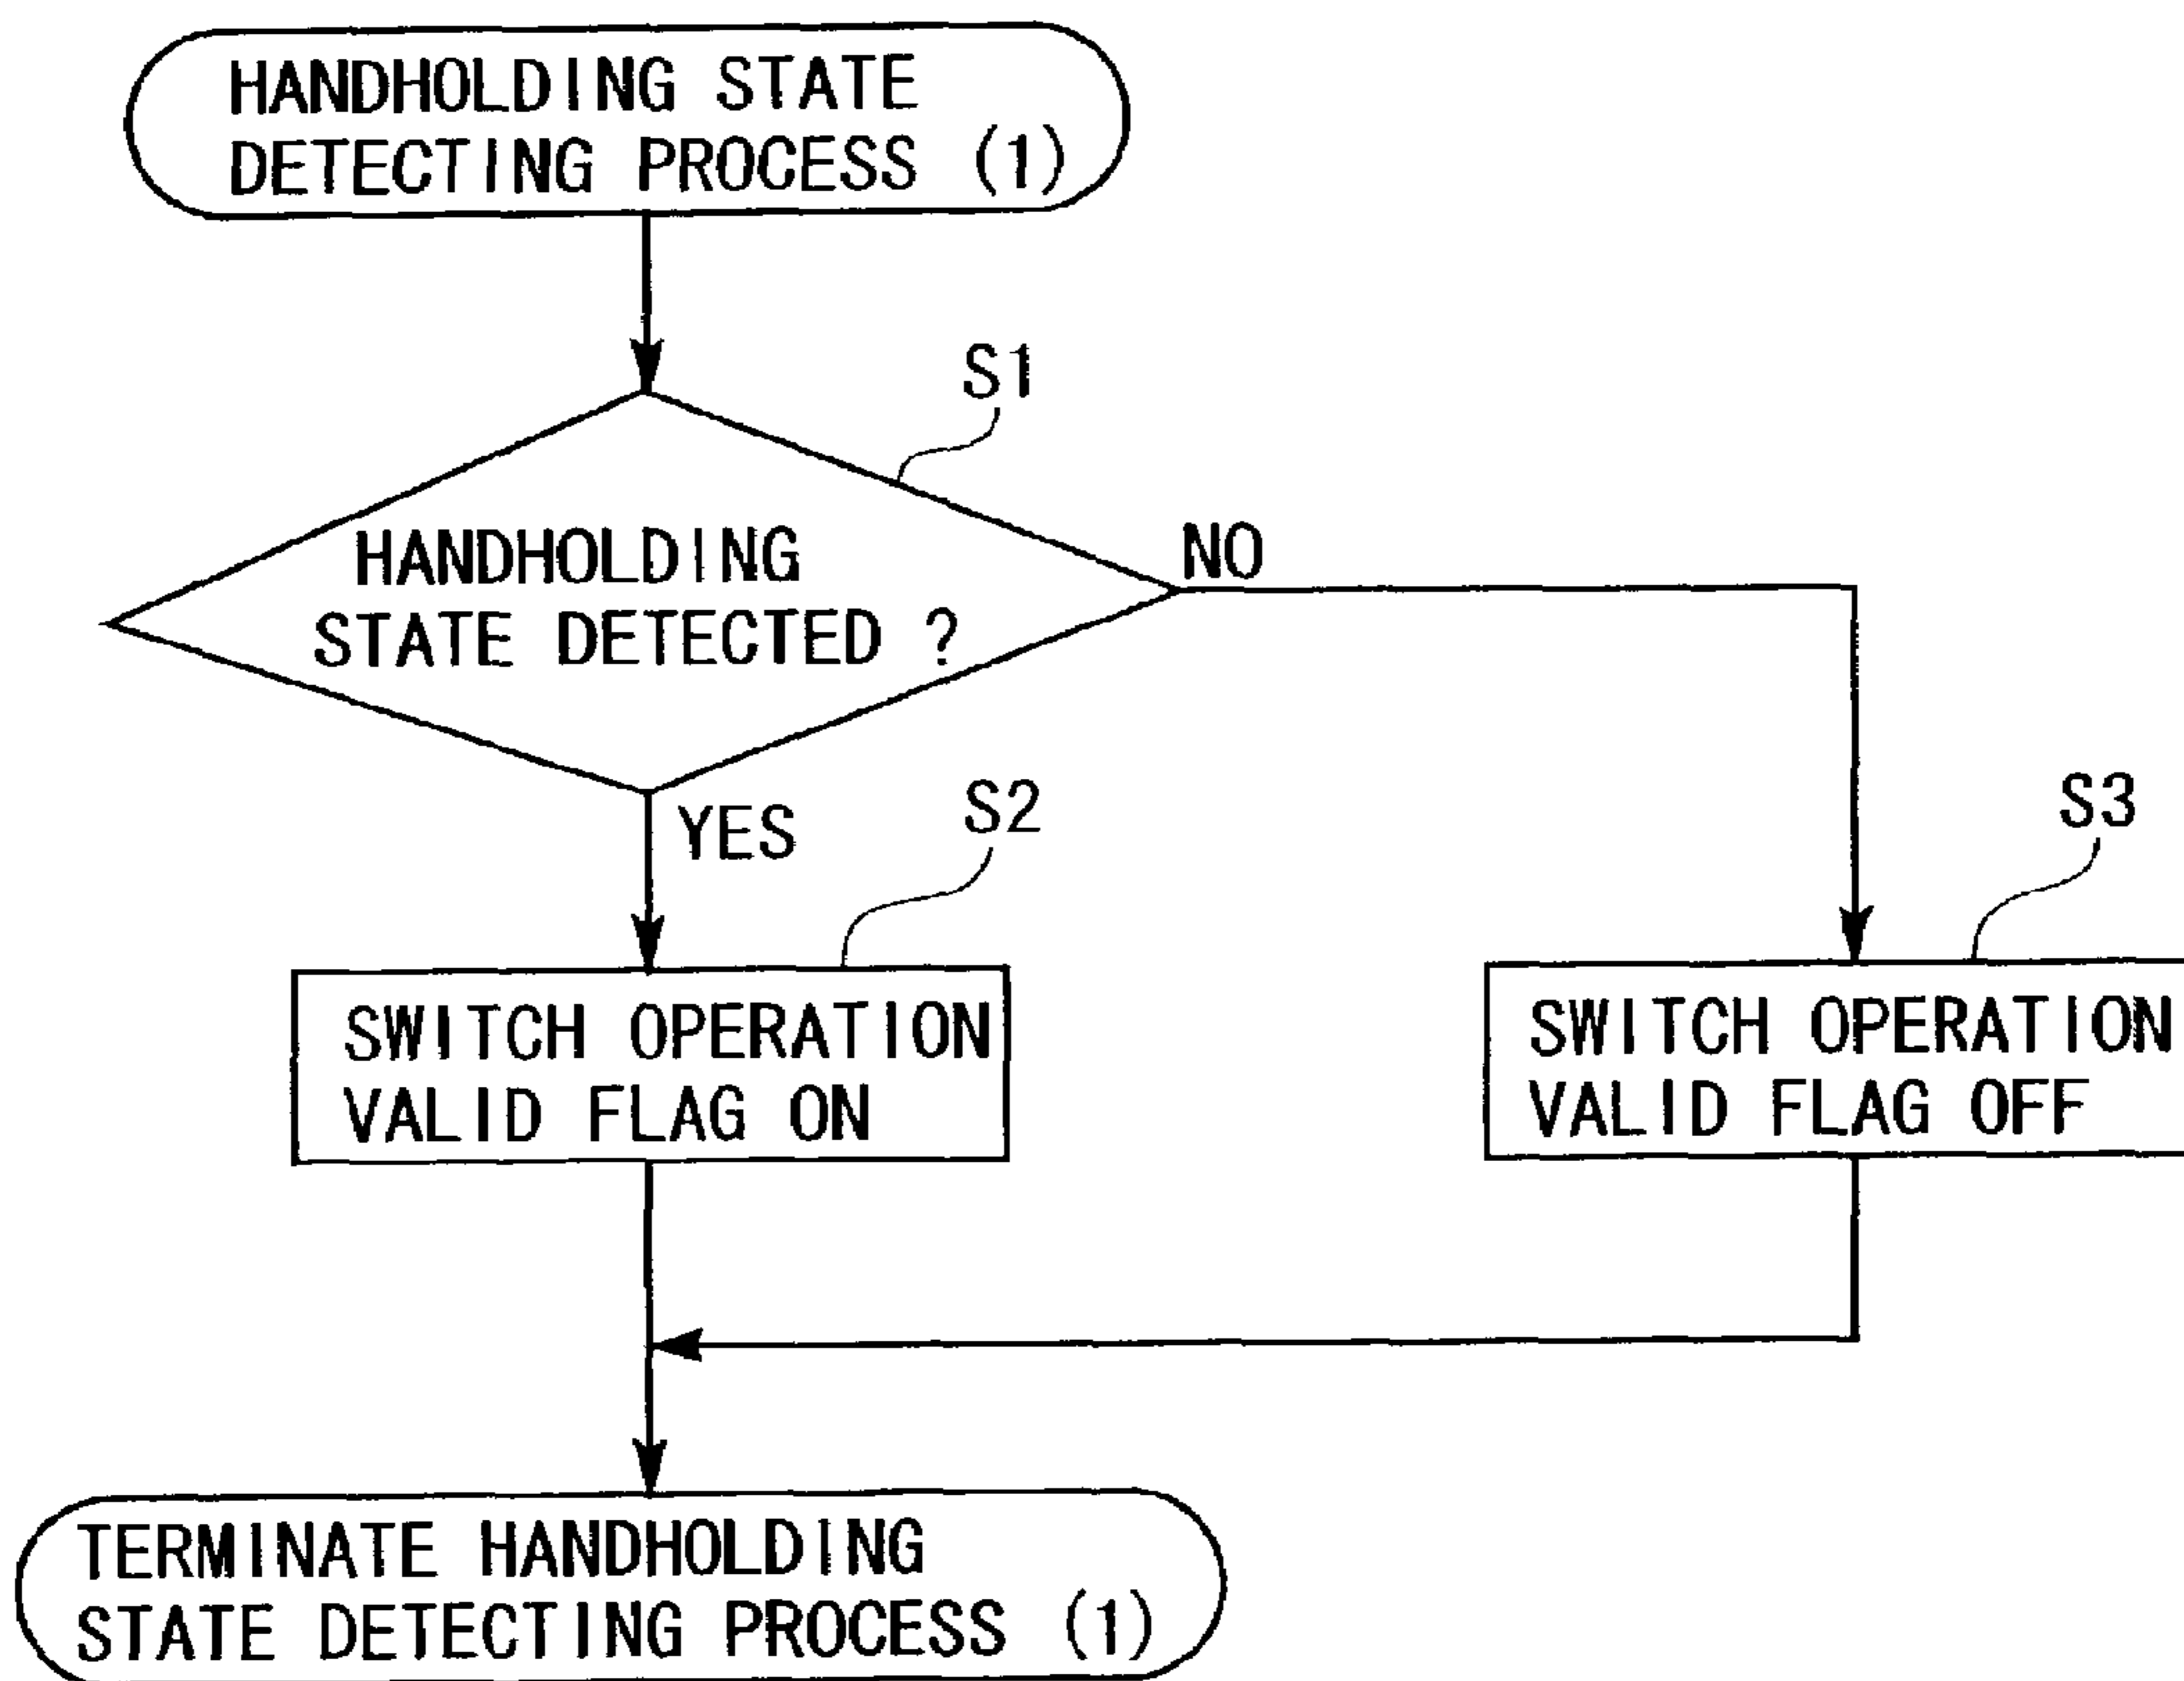 HANDHOLDING STATE
DETECTING PROCESS (1)
S1
HANDHOLDING
STATE DETECTED ?
NO
YES
S2
S3
SWITCH OPERATION
VALID FLAG ON
SWITCH OPERATION
VALID FLAG OFF
TERMINATE HANDHOLDING
STATE DETECTING PROCESS (1)